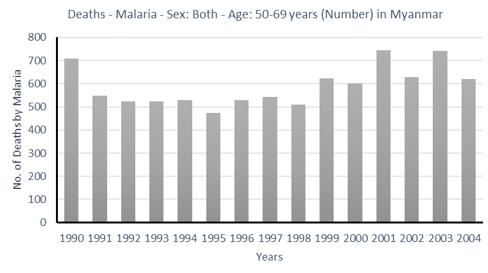 Deaths - Malaria - Sex: Both - Age: 50-69 years (Number) in Myanmar
No. of Deaths by Malaria
800
700
600
500
400
300
200
100
0
1990 1991 1992 1993 1994 1995 1996 1997 1998 1999 2000 2001 2002 2003 2004
Years